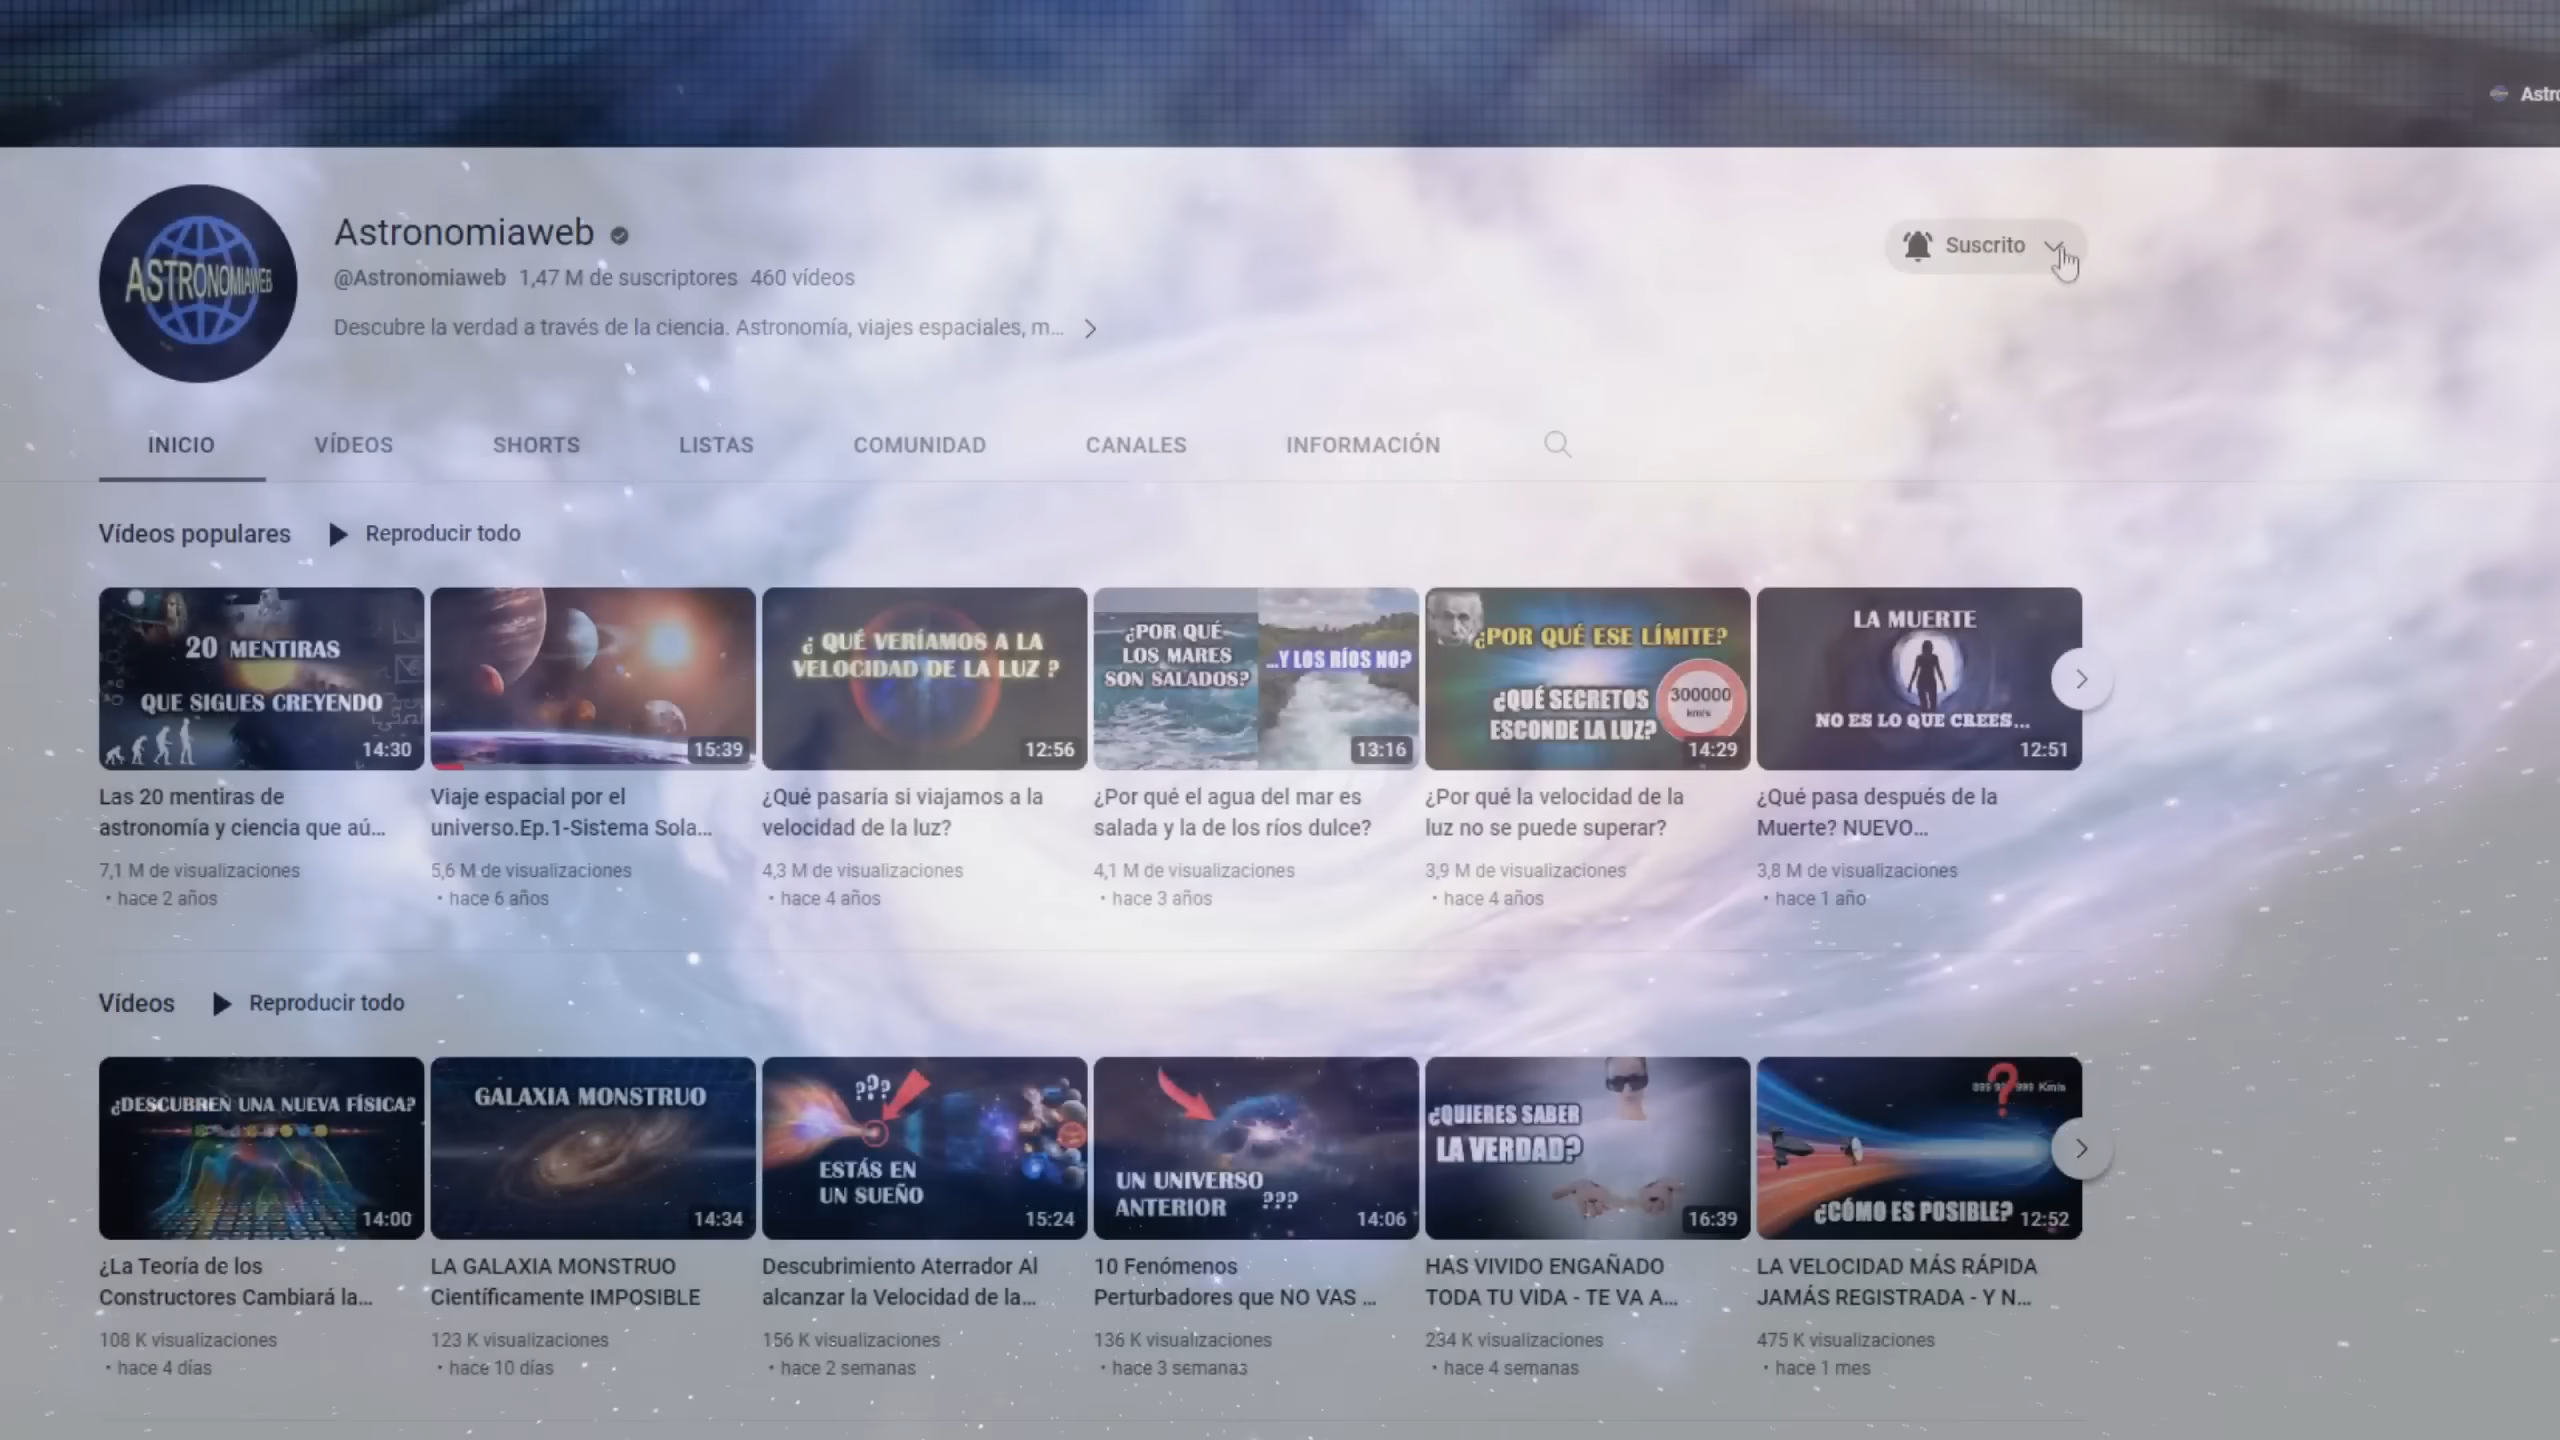 Astro
ASTRONOMIAWEB
Astronomiaweb
@Astronomiaweb 1,47 M de suscriptores 460 vídeos
Descubre la verdad a través de la ciencia. Astronomía, viajes espaciales, m...
Suscrito
INICIO VÍDEOS SHORTS LISTAS COMUNIDAD CANALES INFORMACIÓN
Vídeos populares Reproducir todo
20 MENTIRAS
QUE SIGUES CREYENDO
14:30
15:39
¿ QUÉ VERÍAMOS A LA
VELOCIDAD DE LA LUZ ?
12:56
¿POR QUÉ
LOS MARES
SON SALADOS?
...Y LOS RÍOS NO?
13:16
¿POR QUÉ ESE LÍMITE?
¿QUÉ SECRETOS
ESCONDE LA LUZ?
300000
km/s
14:29
LA MUERTE
NO ES LO QUE CREES...
12:51
Las 20 mentiras de
astronomía y ciencia que aú...
7,1 M de visualizaciones
• hace 2 años
Viaje espacial por el
universo.Ep.1-Sistema Sola...
5,6 M de visualizaciones
• hace 6 años
¿Qué pasaría si viajamos a la
velocidad de la luz?
4,3 M de visualizaciones
• hace 4 años
¿Por qué el agua del mar es
salada y la de los ríos dulce?
4,1 M de visualizaciones
• hace 3 años
¿Por qué la velocidad de la
luz no se puede superar?
3,9 M de visualizaciones
• hace 4 años
¿Qué pasa después de la
Muerte? NUEVO...
3,8 M de visualizaciones
• hace 1 año
Vídeos Reproducir todo
¿DESCUBREN UNA NUEVA FÍSICA?
14:00
GALAXIA MONSTRUO
14:34
???
ESTÁS EN
UN SUEÑO
15:24
UN UNIVERSO
ANTERIOR ???
14:06
¿QUIERES SABER
LA VERDAD?
16:39
?
Km/s
¿CÓMO ES POSIBLE?
12:52
¿La Teoría de los
Constructores Cambiará la...
108 K visualizaciones
• hace 4 días
LA GALAXIA MONSTRUO
Científicamente IMPOSIBLE
123 K visualizaciones
• hace 10 días
Descubrimiento Aterrador Al
alcanzar la Velocidad de la...
156 K visualizaciones
• hace 2 semanas
10 Fenómenos
Perturbadores que NO VAS ...
136 K visualizaciones
• hace 3 semanas
HAS VIVIDO ENGAÑADO
TODA TU VIDA - TE VA A...
234 K visualizaciones
• hace 4 semanas
LA VELOCIDAD MÁS RÁPIDA
JAMÁS REGISTRADA - Y N...
475 K visualizaciones
• hace 1 mes